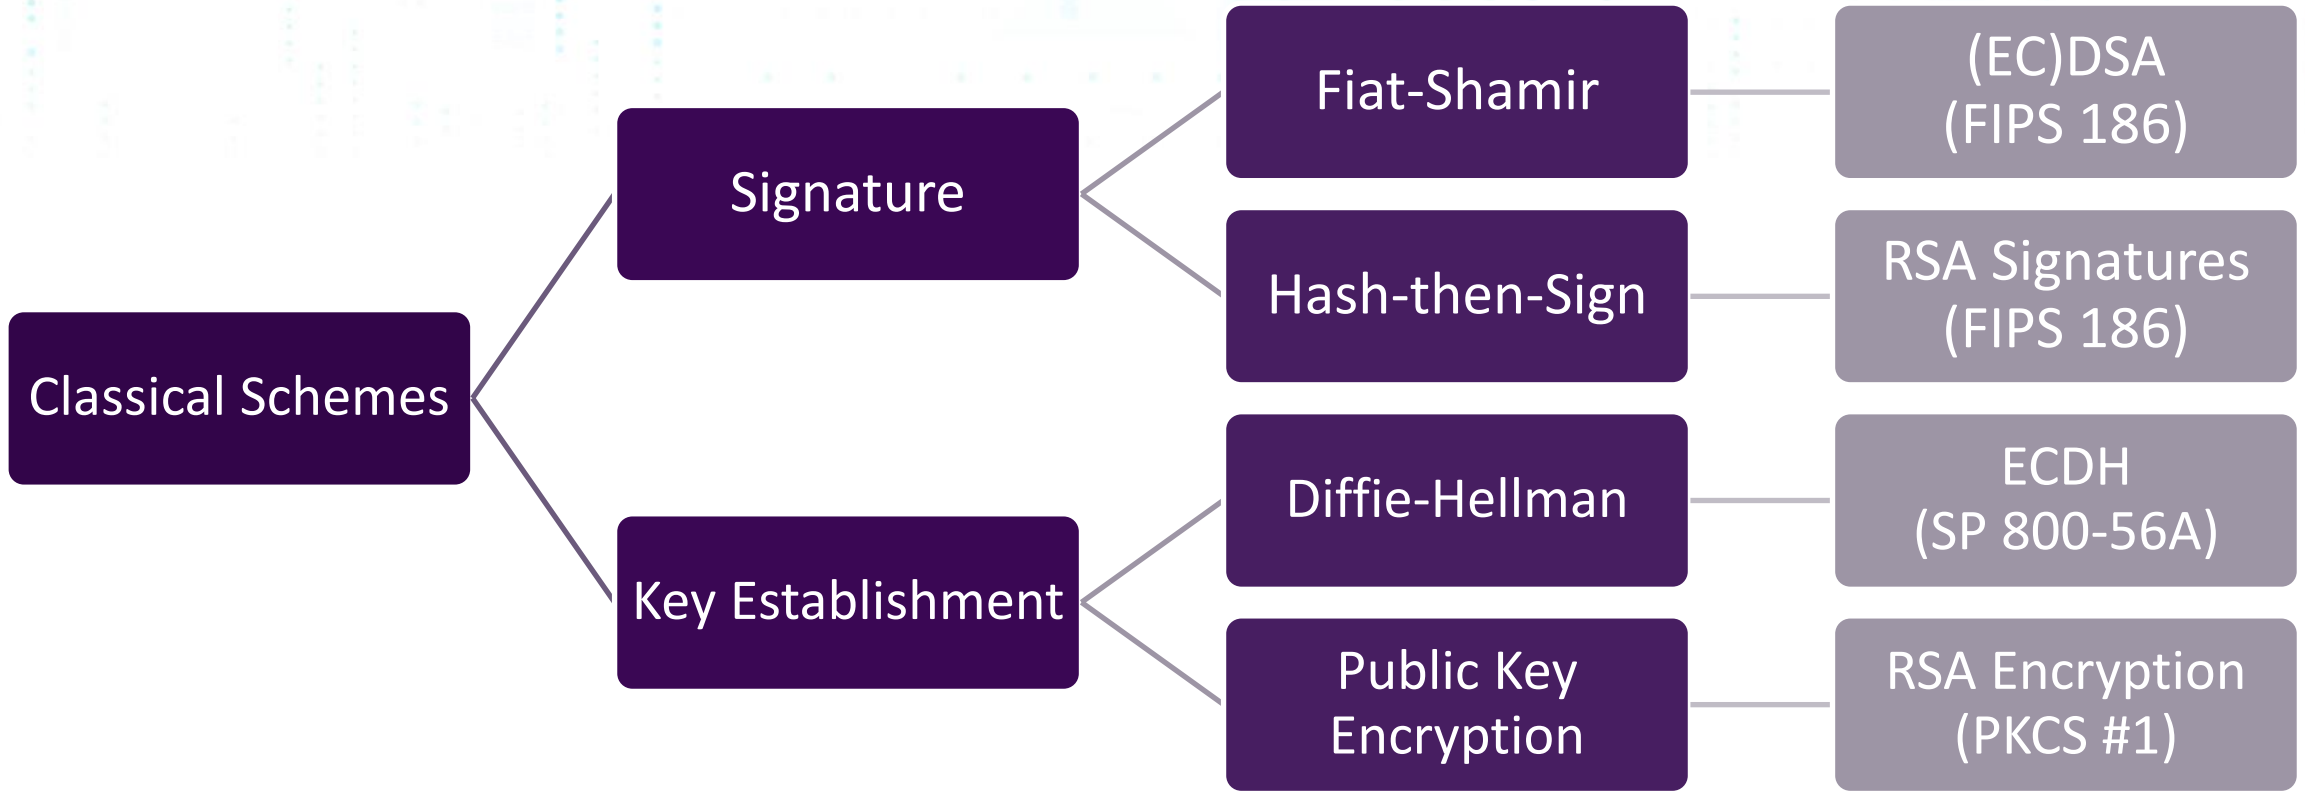 Classical Schemes
Signature
Fiat-Shamir
(EC)DSA
(FIPS 186)
Hash-then-Sign
RSA Signatures
(FIPS 186)
Key Establishment
Diffie-Hellman
ECDH
(SP 800-56A)
Public Key
Encryption
RSA Encryption
(PKCS #1)